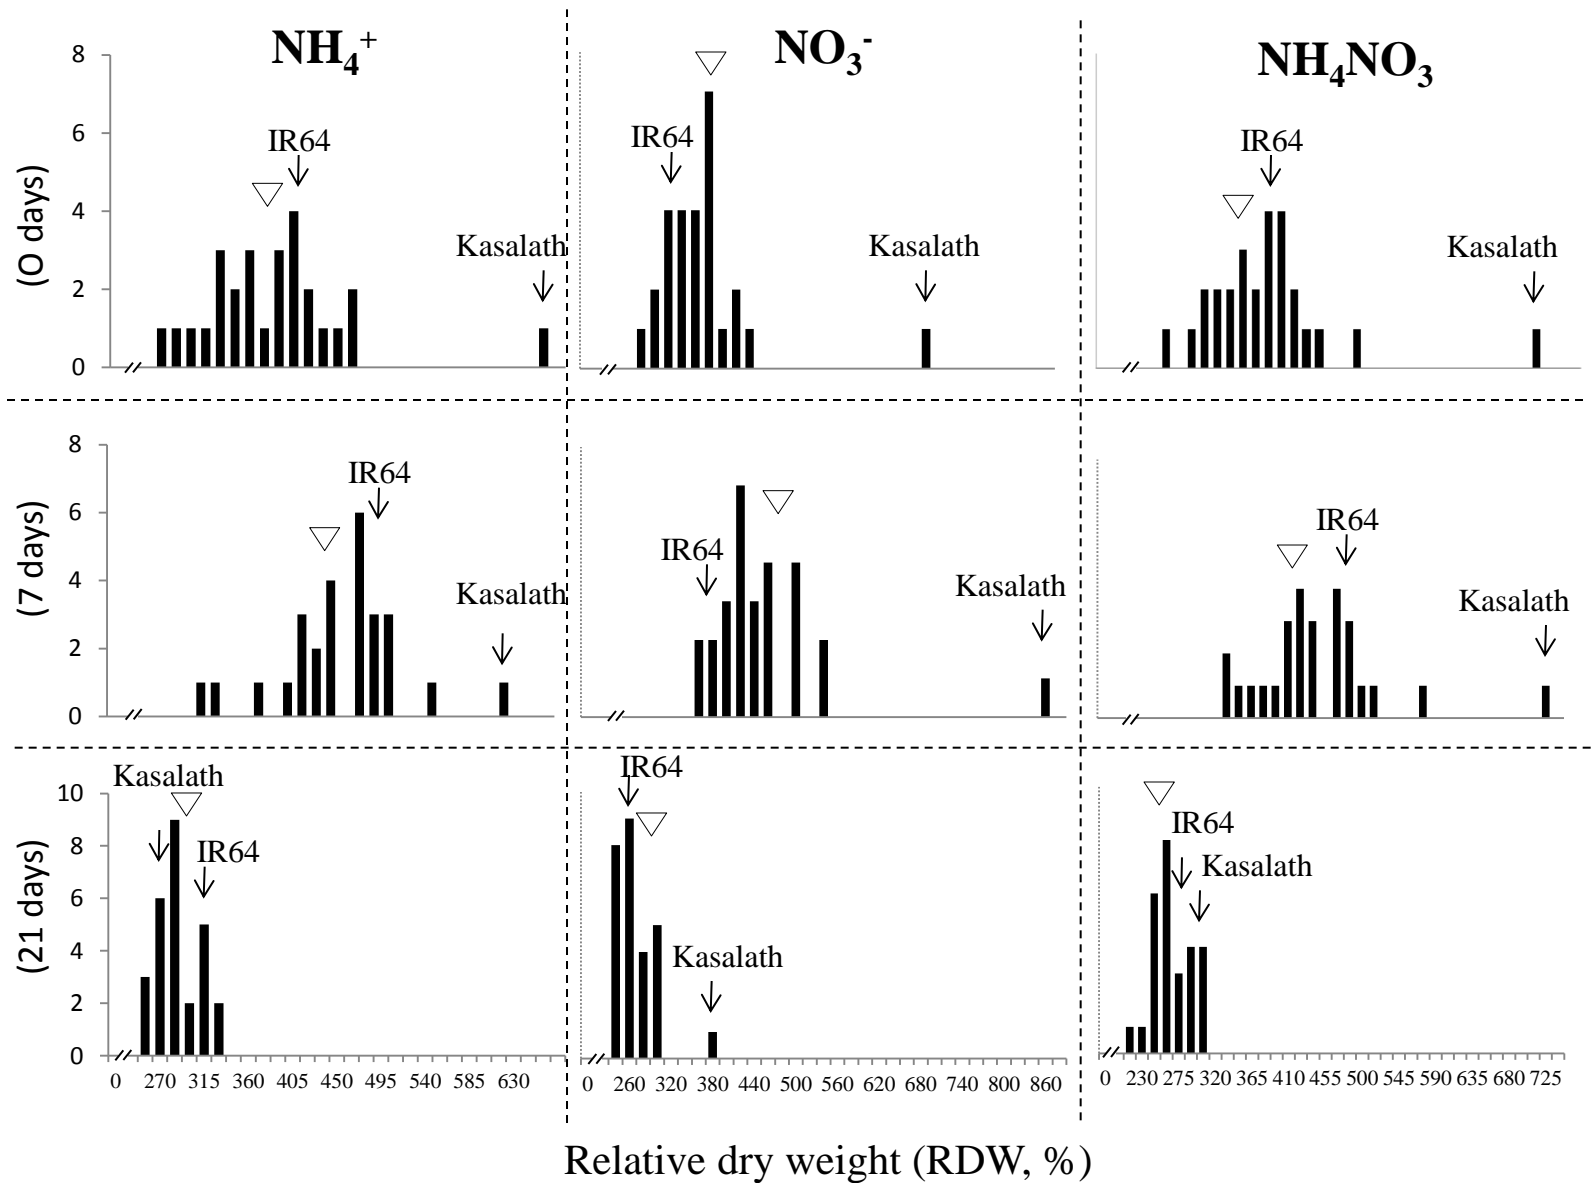 NH₄⁺
NO₃⁻
NH₄NO₃
(O days)
8
6
4
2
0
IR64
Kasalath
IR64
Kasalath
IR64
Kasalath
(7 days)
8
6
4
2
0
IR64
Kasalath
IR64
Kasalath
IR64
Kasalath
(21 days)
10
8
6
4
2
0
Kasalath
IR64
IR64
Kasalath
IR64
Kasalath
0 270 315 360 405 450 495 540 585 630
0 260 320 380 440 500 560 620 680 740 800 860
0 230 275 320 365 410 455 500 545 590 635 680 725
Relative dry weight (RDW, %)